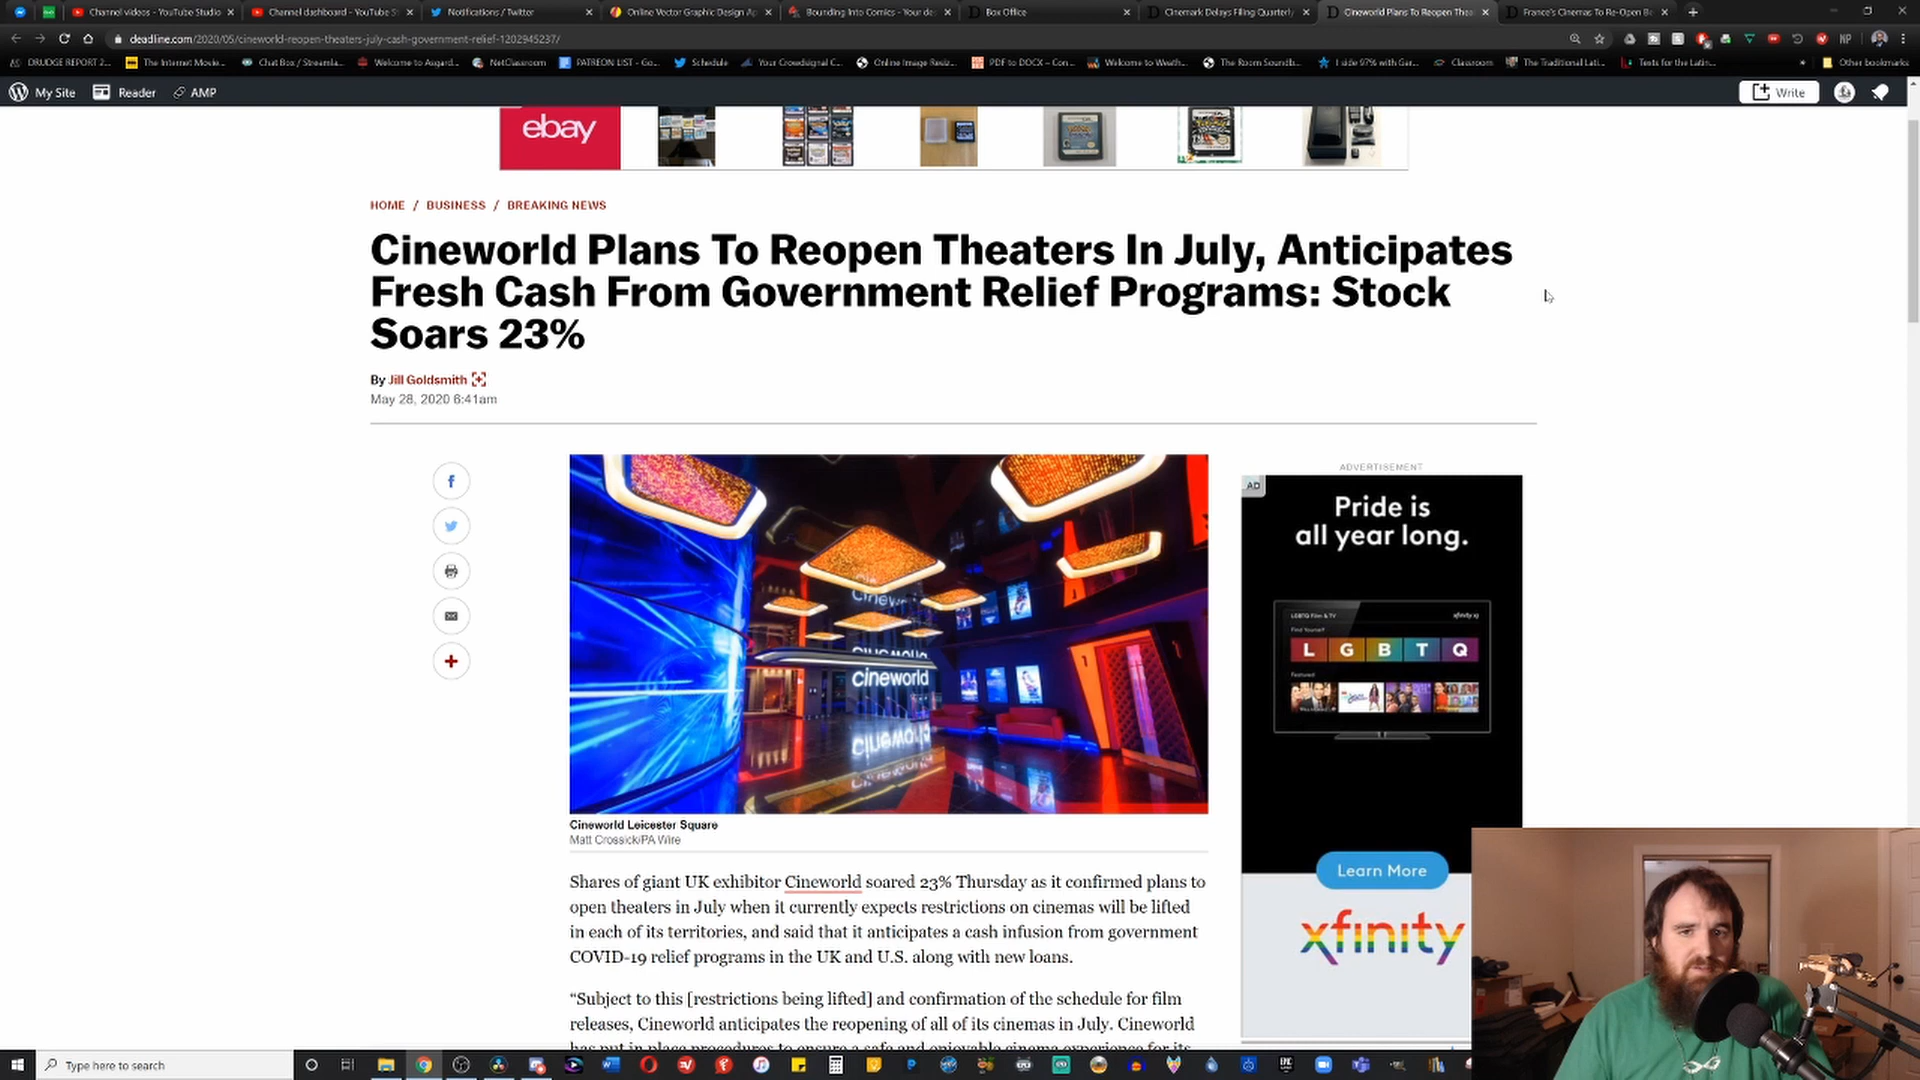 Channel videos - YouTube Studio
Channel dashboard - YouTube S
Notifications / Twitter
Online Vector Graphic Design Ap
Bounding Into Comics - Your de
Box Office
Cinemark Delays Filing Quarterly
Cineworld Plans To Reopen Thea
France's Cinemas To Re-Open B
deadline.com/2020/05/cineworld-reopen-theaters-july-cash-government-relief-1202945237/
DRUDGE REPORT 2...
The Internet Movie...
Chat Box / Streamla...
Welcome to Asgard...
NetClassroom
PATREON LIST - Go...
Schedule
Your Crowdsignal C...
Online Image Resiz...
PDF to DOCX – Con...
Welcome to Weath...
The Room Soundb...
I side 97% with Gar...
Classroom
The Traditional Lati...
Texts for the Latin...
Other bookmarks
My Site
Reader
AMP
Write
ebay
HOME / BUSINESS / BREAKING NEWS
Cineworld Plans To Reopen Theaters In July, Anticipates
Fresh Cash From Government Relief Programs: Stock
Soars 23%
By Jill Goldsmith
May 28, 2020 6:41am
ADVERTISEMENT
AD
Pride is
all year long.
LGBTQ Film & TV
xfinity
L G B T Q
Featured
Learn More
xfinity
cineworld
Cineworld Leicester Square
Matt Crossick/PA Wire
Shares of giant UK exhibitor Cineworld soared 23% Thursday as it confirmed plans to
open theaters in July when it currently expects restrictions on cinemas will be lifted
in each of its territories, and said that it anticipates a cash infusion from government
COVID-19 relief programs in the UK and U.S. along with new loans.
“Subject to this [restrictions being lifted] and confirmation of the schedule for film
releases, Cineworld anticipates the reopening of all of its cinemas in July. Cineworld
has put in place procedures to ensure a safe and enjoyable cinema experience for its
Type here to search